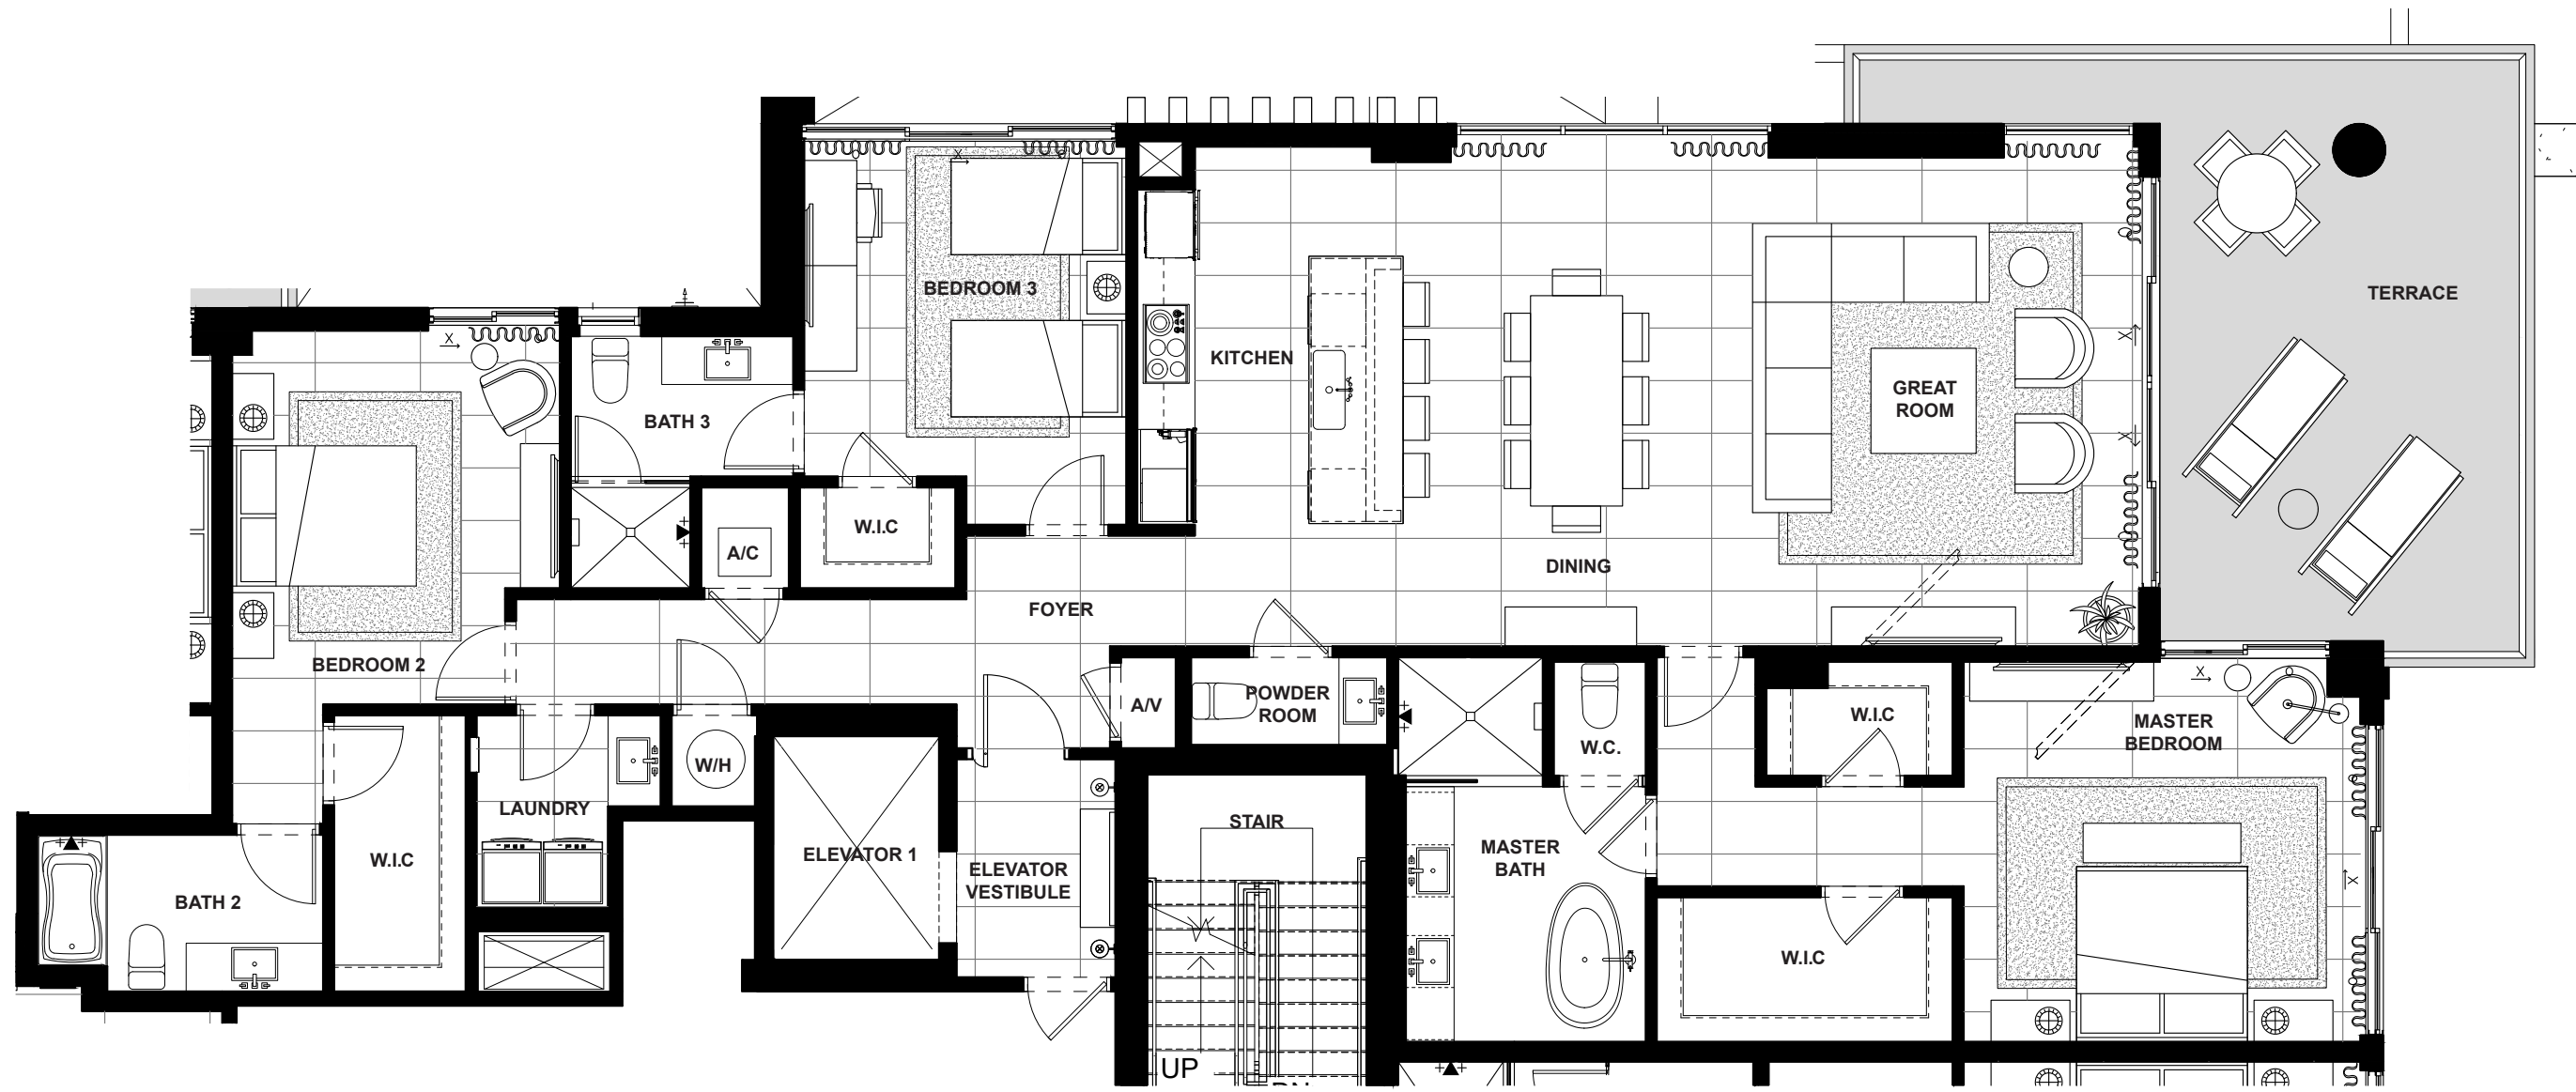 TERRACE
BEDROOM 3
KITCHEN
GREAT
ROOM
BATH 3
W.I.C
A/C
DINING
FOYER
BEDROOM 2
POWDER
ROOM
A/V
W.I.C
MASTER
BEDROOM
W.C.
W/H
LAUNDRY
STAIR
ELEVATOR 1
MASTER
BATH
W.I.C
ELEVATOR
VESTIBULE
BATH 2
W.I.C
UP
X
X
X
X
X
X